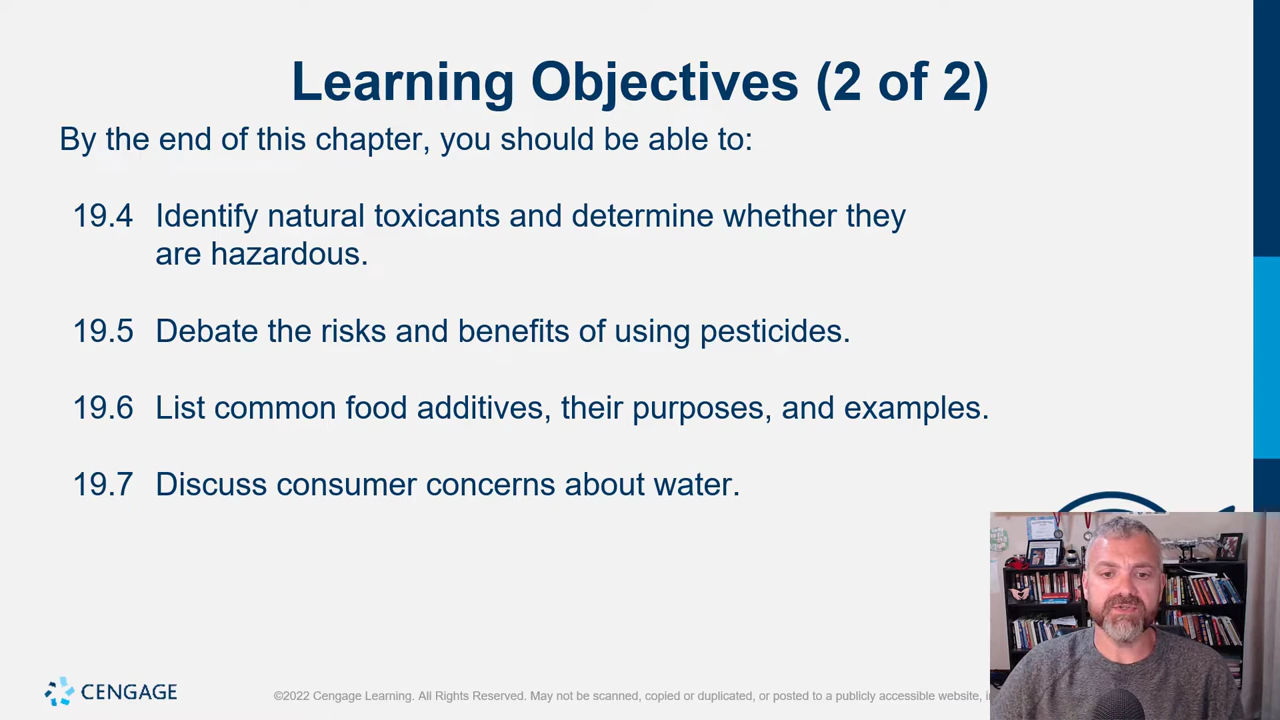 Learning Objectives (2 of 2)
By the end of this chapter, you should be able to:
19.4 Identify natural toxicants and determine whether they
are hazardous.
19.5 Debate the risks and benefits of using pesticides.
19.6 List common food additives, their purposes, and examples.
19.7 Discuss consumer concerns about water.
CENGAGE
©2022 Cengage Learning. All Rights Reserved. May not be scanned, copied or duplicated, or posted to a publicly accessible website,